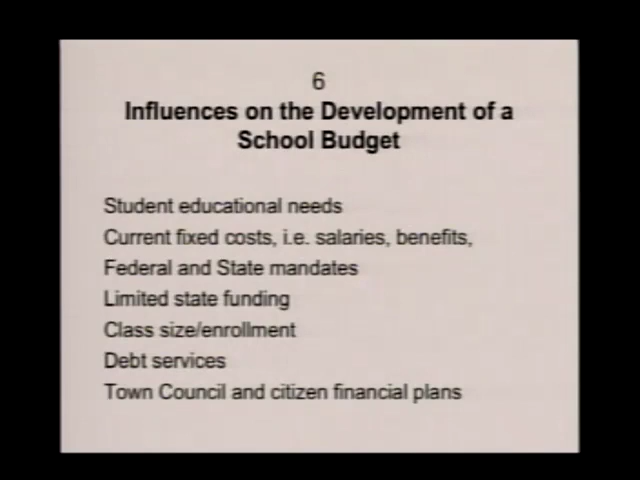 6
Influences on the Development of a
School Budget
Student educational needs
Current fixed costs, i.e. salaries, benefits,
Federal and State mandates
Limited state funding
Class size/enrollment
Debt services
Town Council and citizen financial plans